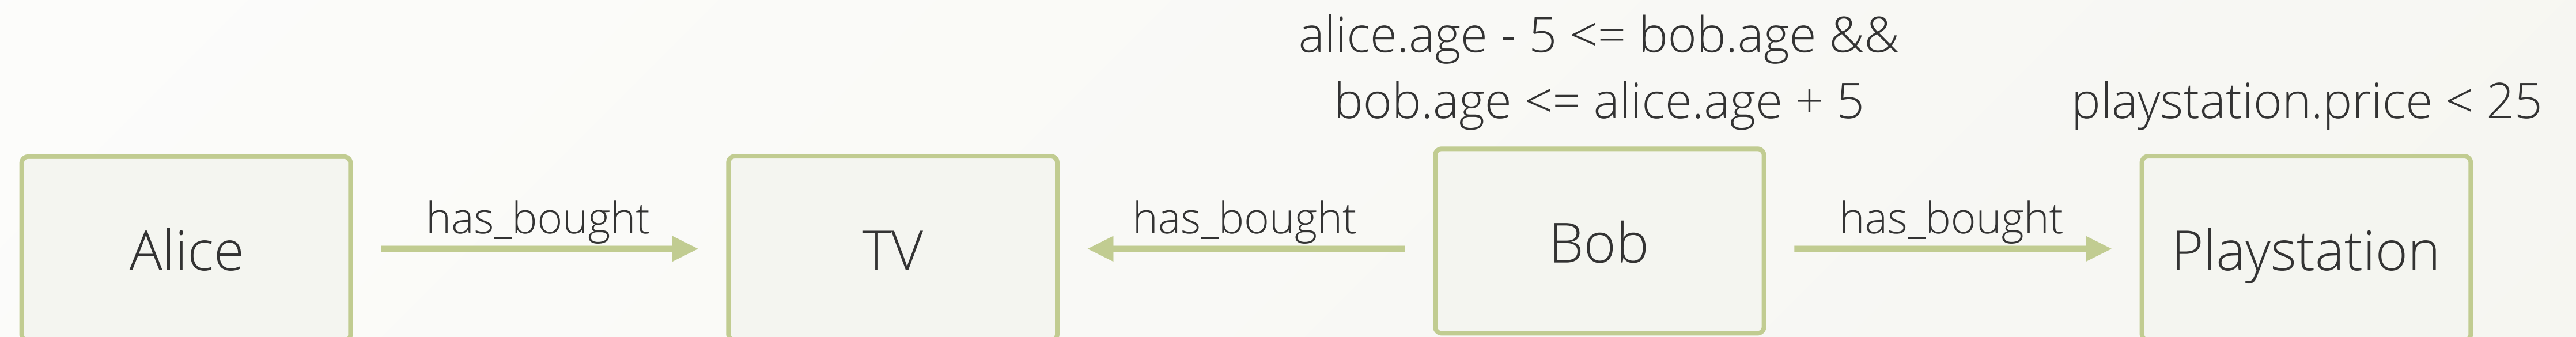 alice.age - 5 <= bob.age &&
bob.age <= alice.age + 5
playstation.price < 25
Alice
has_bought
TV
has_bought
Bob
has_bought
Playstation